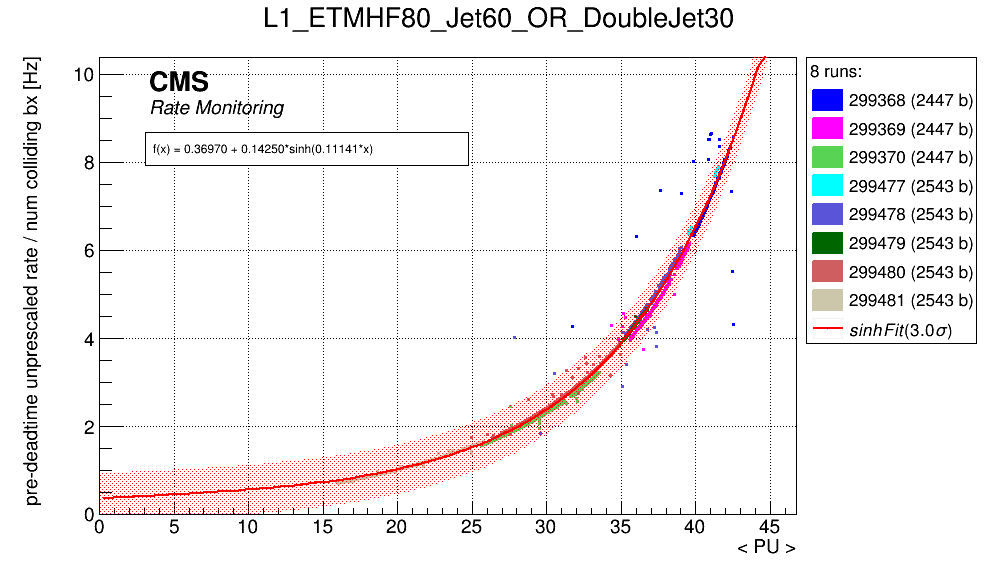 L1_ETMHF80_Jet60_OR_DoubleJet30
pre-deadtime unprescaled rate / num colliding bx [Hz]
10
8
6
4
2
0
CMS
Rate Monitoring
f(x) = 0.36970 + 0.14250*sinh(0.11141*x)
0 5 10 15 20 25 30 35 40 45
< PU >
8 runs:
299368 (2447 b)
299369 (2447 b)
299370 (2447 b)
299477 (2543 b)
299478 (2543 b)
299479 (2543 b)
299480 (2543 b)
299481 (2543 b)
sinhFit(3.0σ)